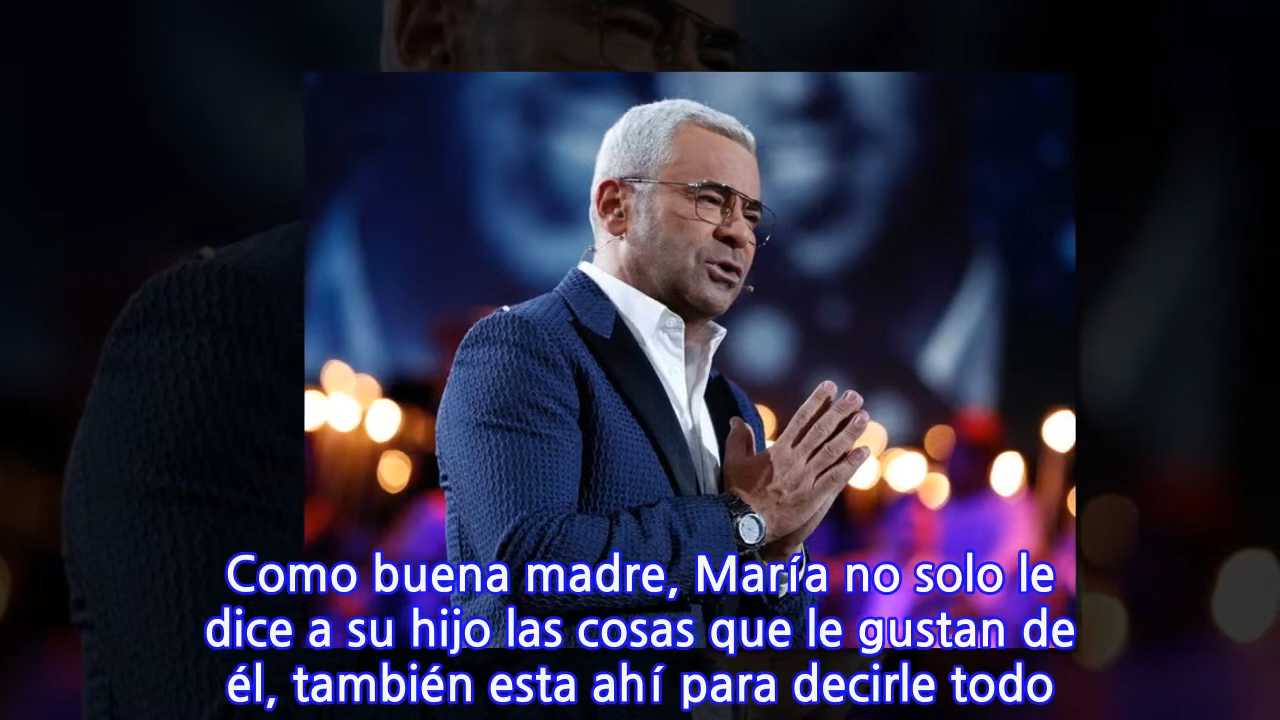 Como buena madre, María no solo le
dice a su hijo las cosas que le gustan de
él, también esta ahí para decirle todo